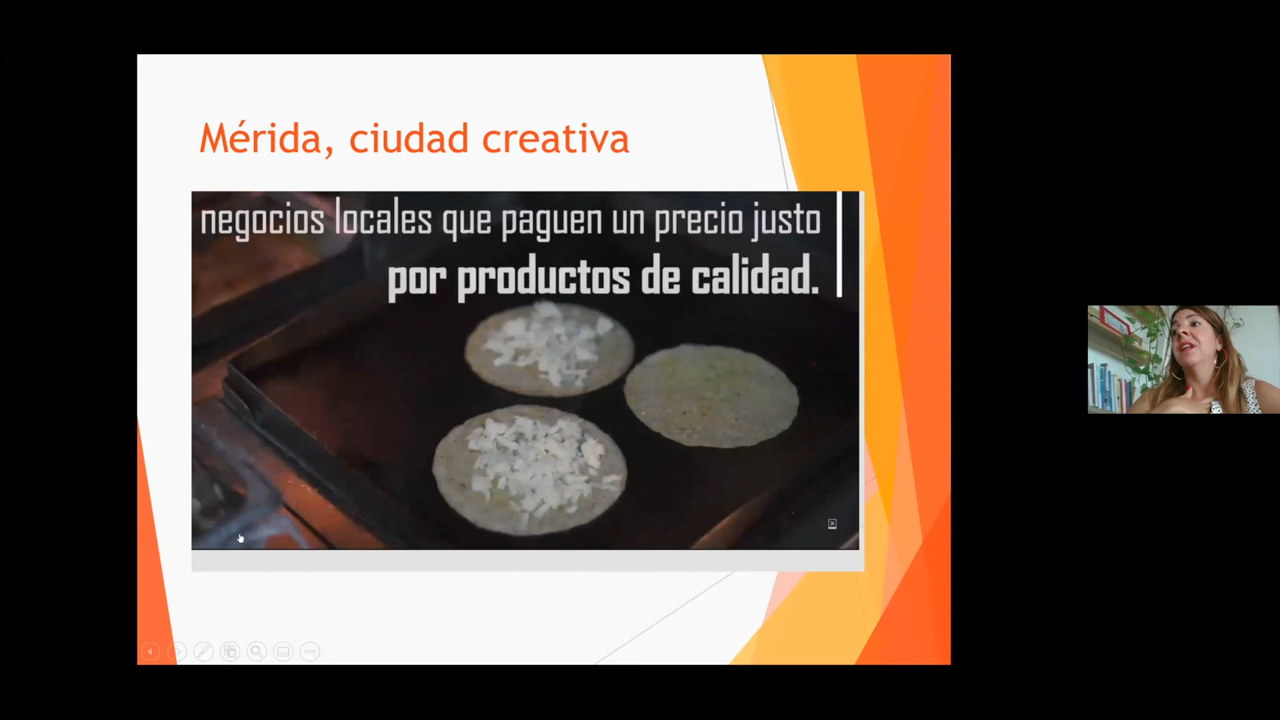 Mérida, ciudad creativa
negocios locales que paguen un precio justo
por productos de calidad.